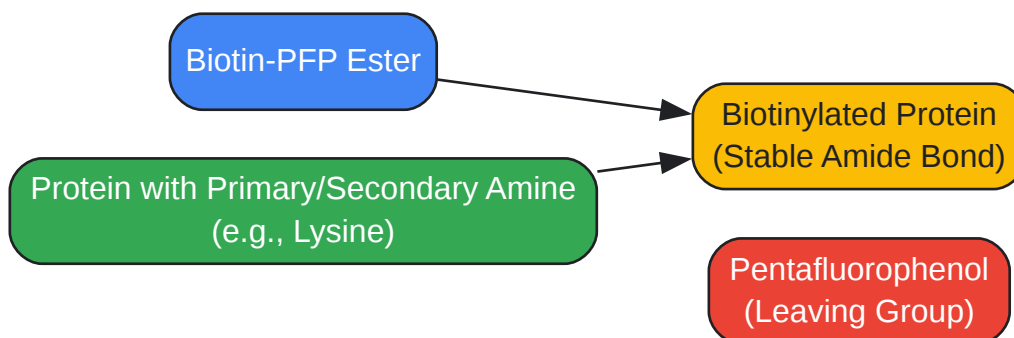 Biotin-PFP Ester
Protein with Primary/Secondary Amine
(e.g., Lysine)
Biotinylated Protein
(Stable Amide Bond)
Pentafluorophenol
(Leaving Group)